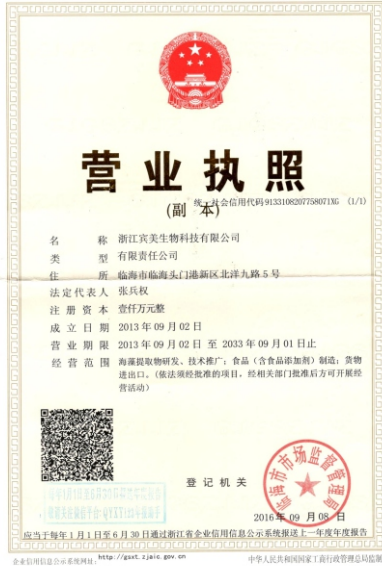 营业执照
(副 本)
统一社会信用代码 9133108207758071XG (1/1)
名 称 浙江宾美生物科技有限公司
类 型 有限责任公司
住 所 临海市临海头门港新区北洋九路5号
法定代表人 张兵权
注册资本 壹仟万元整
成立日期 2013年09月02日
营业期限 2013年09月02日至2033年09月01日止
经营范围 海藻提取物研发、技术推广；食品（含食品添加剂）制造；货物
进出口。（依法须经批准的项目，经相关部门批准后方可开展经
营活动）
临海市市场监督管理局
登记机关
2016年09月08日
应当于每年1月1日至6月30日通过浙江省企业信用信息公示系统报送上一年度年度报告
企业信用信息公示系统网址: http://gsxt.zjaic.gov.cn
中华人民共和国国家工商行政管理总局监制